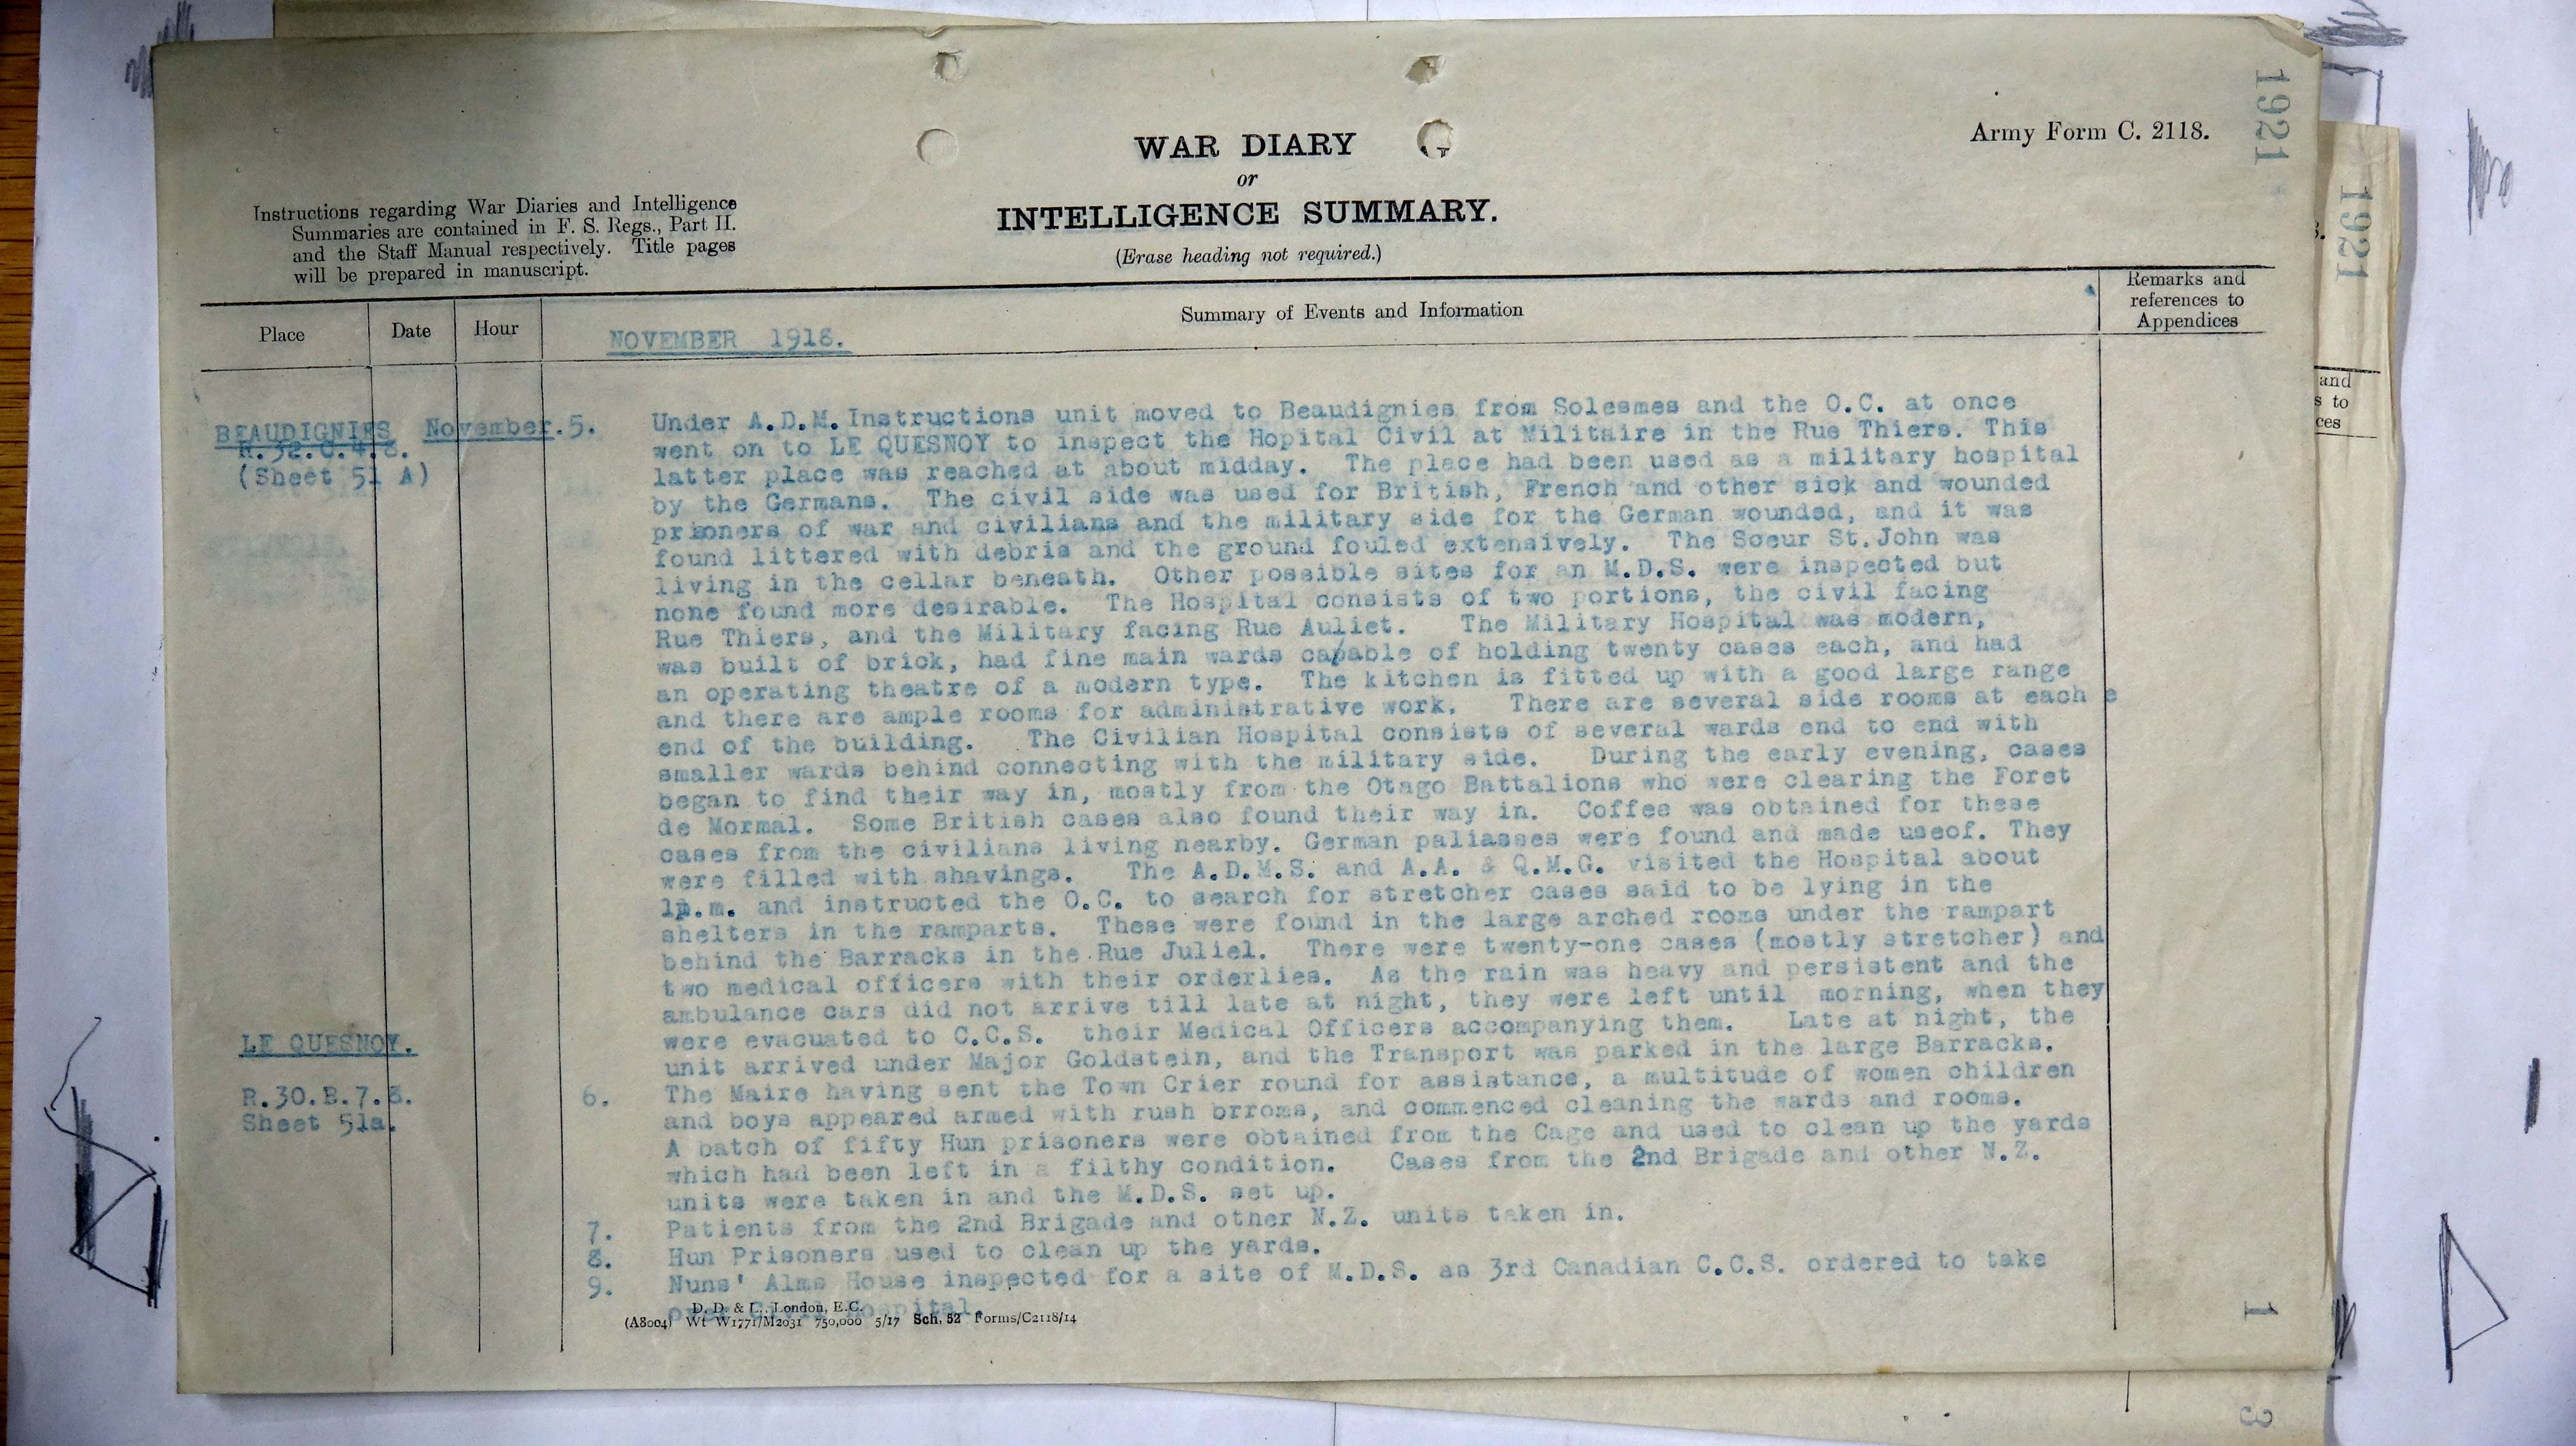 1921
Army Form C. 2118.
WAR DIARY
or
INTELLIGENCE SUMMARY.
(Erase heading not required.)
Instructions regarding War Diaries and Intelligence
Summaries are contained in F. S. Regs., Part II.
and the Staff Manual respectively. Title pages
will be prepared in manuscript.
Place
Date
Hour
Summary of Events and Information
Remarks and
references to
Appendices
NOVEMBER 1918.
BEAUDIGNIES November.5.
(Sheet 51 A)
Under A.D.M.Instructions unit moved to Beaudignies from Solesmes and the O.C. at once
went on to LE QUESNOY to inspect the Hopital Civil at Militaire in the Rue Thiers. This
latter place was reached at about midday. The place had been used as a military hospital
by the Germans. The civil side was used for British, French and other sick and wounded
prisoners of war and civilians and the military side for the German wounded, and it was
found littered with debris and the ground fouled extensively. The Soeur St.John was
living in the cellar beneath. Other possible sites for an M.D.S. were inspected but
none found more desirable. The Hospital consists of two portions, the civil facing
Rue Thiers, and the Military facing Rue Auliet. The Military Hospital was modern,
was built of brick, had fine main wards capable of holding twenty cases each, and had
an operating theatre of a modern type. The kitchen is fitted up with a good large range
and there are ample rooms for administrative work. There are several side rooms at each e
end of the building. The Civilian Hospital consists of several wards end to end with
smaller wards behind connecting with the military side. During the early evening, cases
began to find their way in, mostly from the Otago Battalions who were clearing the Foret
de Mormal. Some British cases also found their way in. Coffee was obtained for these
cases from the civilians living nearby. German paliasses were found and made useof. They
were filled with shavings. The A.D.M.S. and A.A. & Q.M.G. visited the Hospital about
1p.m. and instructed the O.C. to search for stretcher cases said to be lying in the
shelters in the ramparts. These were found in the large arched rooms under the rampart
behind the Barracks in the Rue Juliel. There were twenty-one cases (mostly stretcher) and
two medical officers with their orderlies. As the rain was heavy and persistent and the
ambulance cars did not arrive till late at night, they were left until morning, when they
were evacuated to C.C.S. their Medical Officers accompanying them. Late at night, the
unit arrived under Major Goldstein, and the Transport was parked in the large Barracks.
LE QUESNOY.
R.30.B.7.8.
Sheet 51a.
6. The Maire having sent the Town Crier round for assistance, a multitude of women children
and boys appeared armed with rush brroms, and commenced cleaning the wards and rooms.
A batch of fifty Hun prisoners were obtained from the Cage and used to clean up the yards
which had been left in a filthy condition. Cases from the 2nd Brigade and other N.Z.
units were taken in and the M.D.S. set up.
7. Patients from the 2nd Brigade and other N.Z. units taken in.
8. Hun Prisoners used to clean up the yards.
9. Nuns' Alms House inspected for a site of M.D.S. as 3rd Canadian C.C.S. ordered to take
over Civil Hospital.
D. D. & L., London, E.C.
(A8004) Wt W1771/M2031 750,000 5/17 Sch. 52 Forms/C2118/14
1
1921
and
s to
ces
3